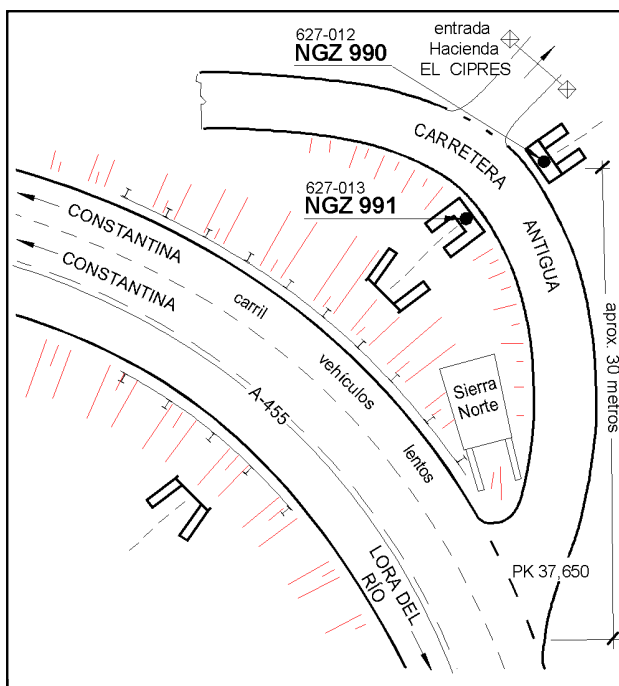 627-012
NGZ 990
entrada
Hacienda
EL CIPRES
CARRETERA
ANTIGUA
627-013
NGZ 991
CONSTANTINA
CONSTANTINA
carril
vehículos
lentos
A-455
Sierra
Norte
aprox. 30 metros
LORA DEL
RÍO
PK 37,650